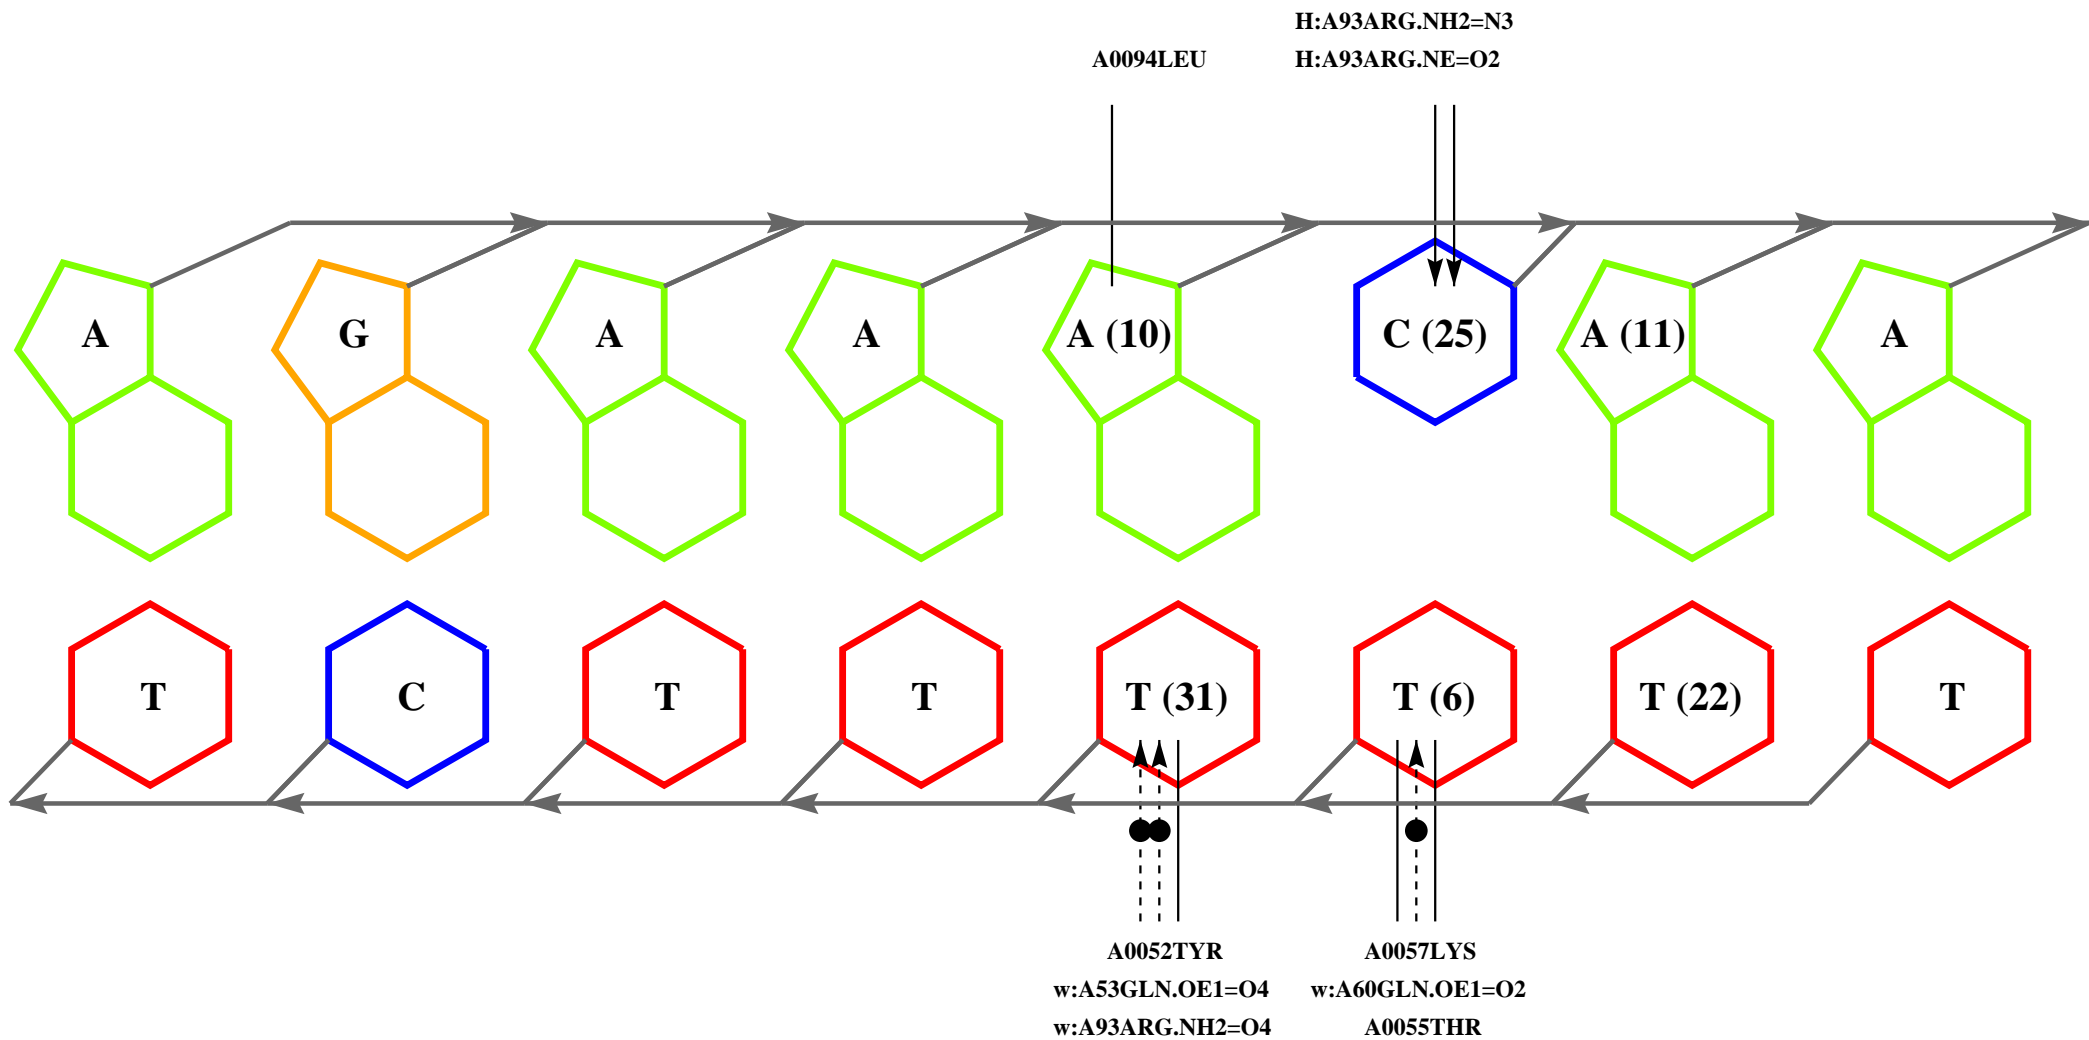 H:A93ARG.NH2=N3
A0094LEU H:A93ARG.NE=O2
A G A A A (10) C (25) A (11) A
T C T T T (31) T (6) T (22) T
A0052TYR A0057LYS
w:A53GLN.OE1=O4 w:A60GLN.OE1=O2
w:A93ARG.NH2=O4 A0055THR